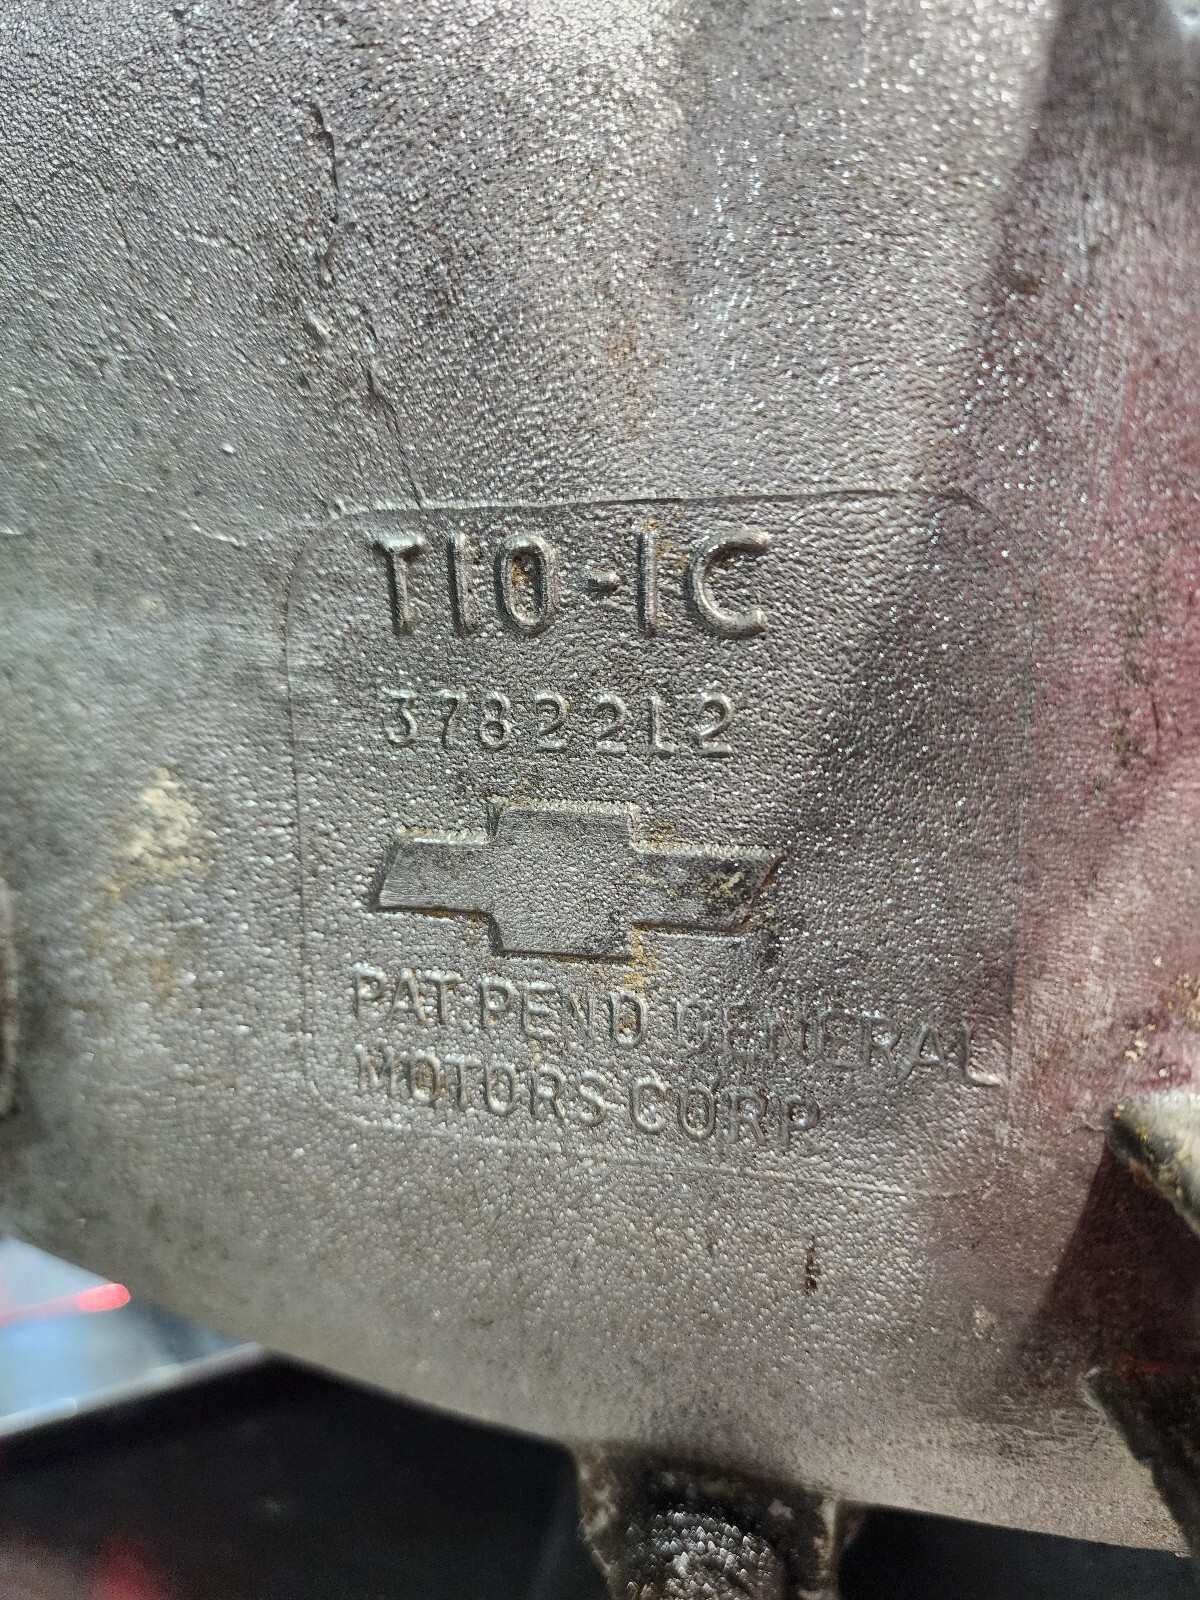 T10-1C
3782212
PAT PEND GENERAL
MOTORS CORP